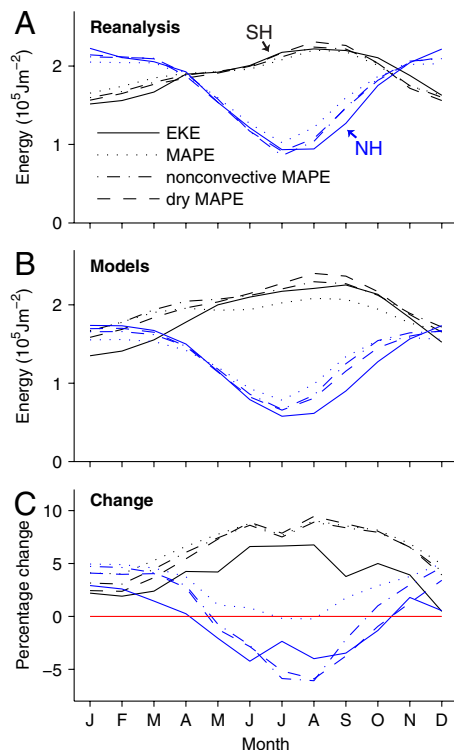 A Reanalysis
SH
2
1
0
Energy (10⁵Jm⁻²)
EKE
MAPE
nonconvective MAPE
dry MAPE
NH
B Models
2
1
0
Energy (10⁵Jm⁻²)
C Change
10
5
0
−5
Percentage change
J F M A M J J A S O N D
Month